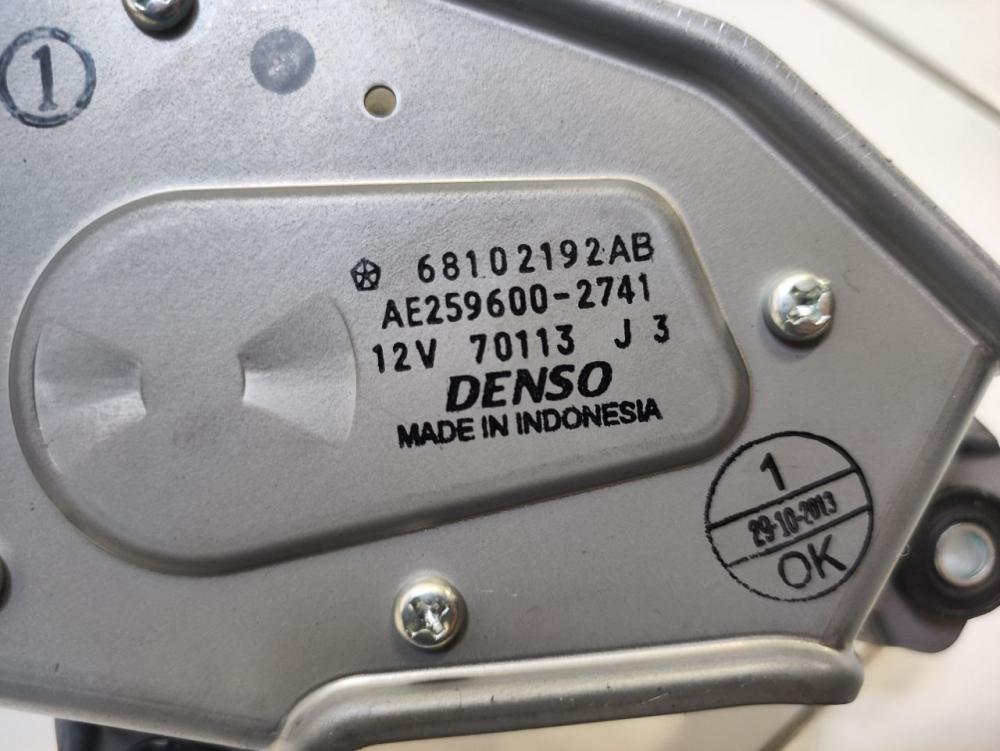 1
68102192AB
AE259600-2741
12V 70113 J 3
DENSO
MADE IN INDONESIA
1
29-10-2013
OK